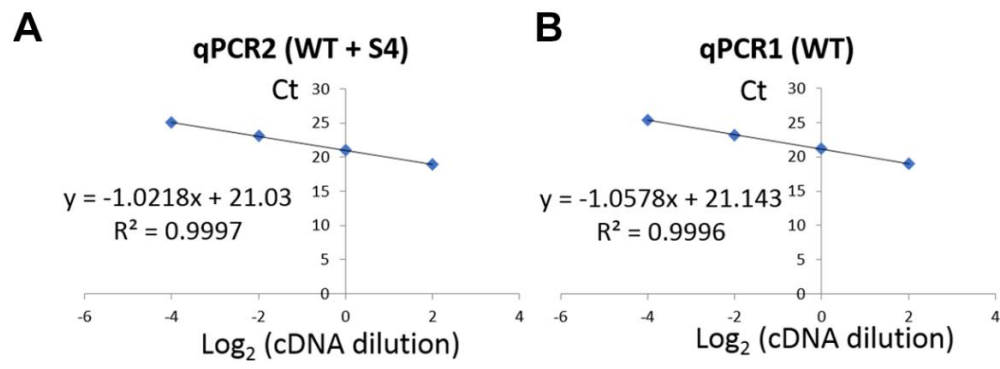 A
qPCR2 (WT + S4)
Ct
30
25
20
15
10
5
0
y = -1.0218x + 21.03
R² = 0.9997
-6 -4 -2 0 2 4
Log₂ (cDNA dilution)
B
qPCR1 (WT)
Ct
30
25
20
15
10
5
0
y = -1.0578x + 21.143
R² = 0.9996
-6 -4 -2 0 2 4
Log₂ (cDNA dilution)